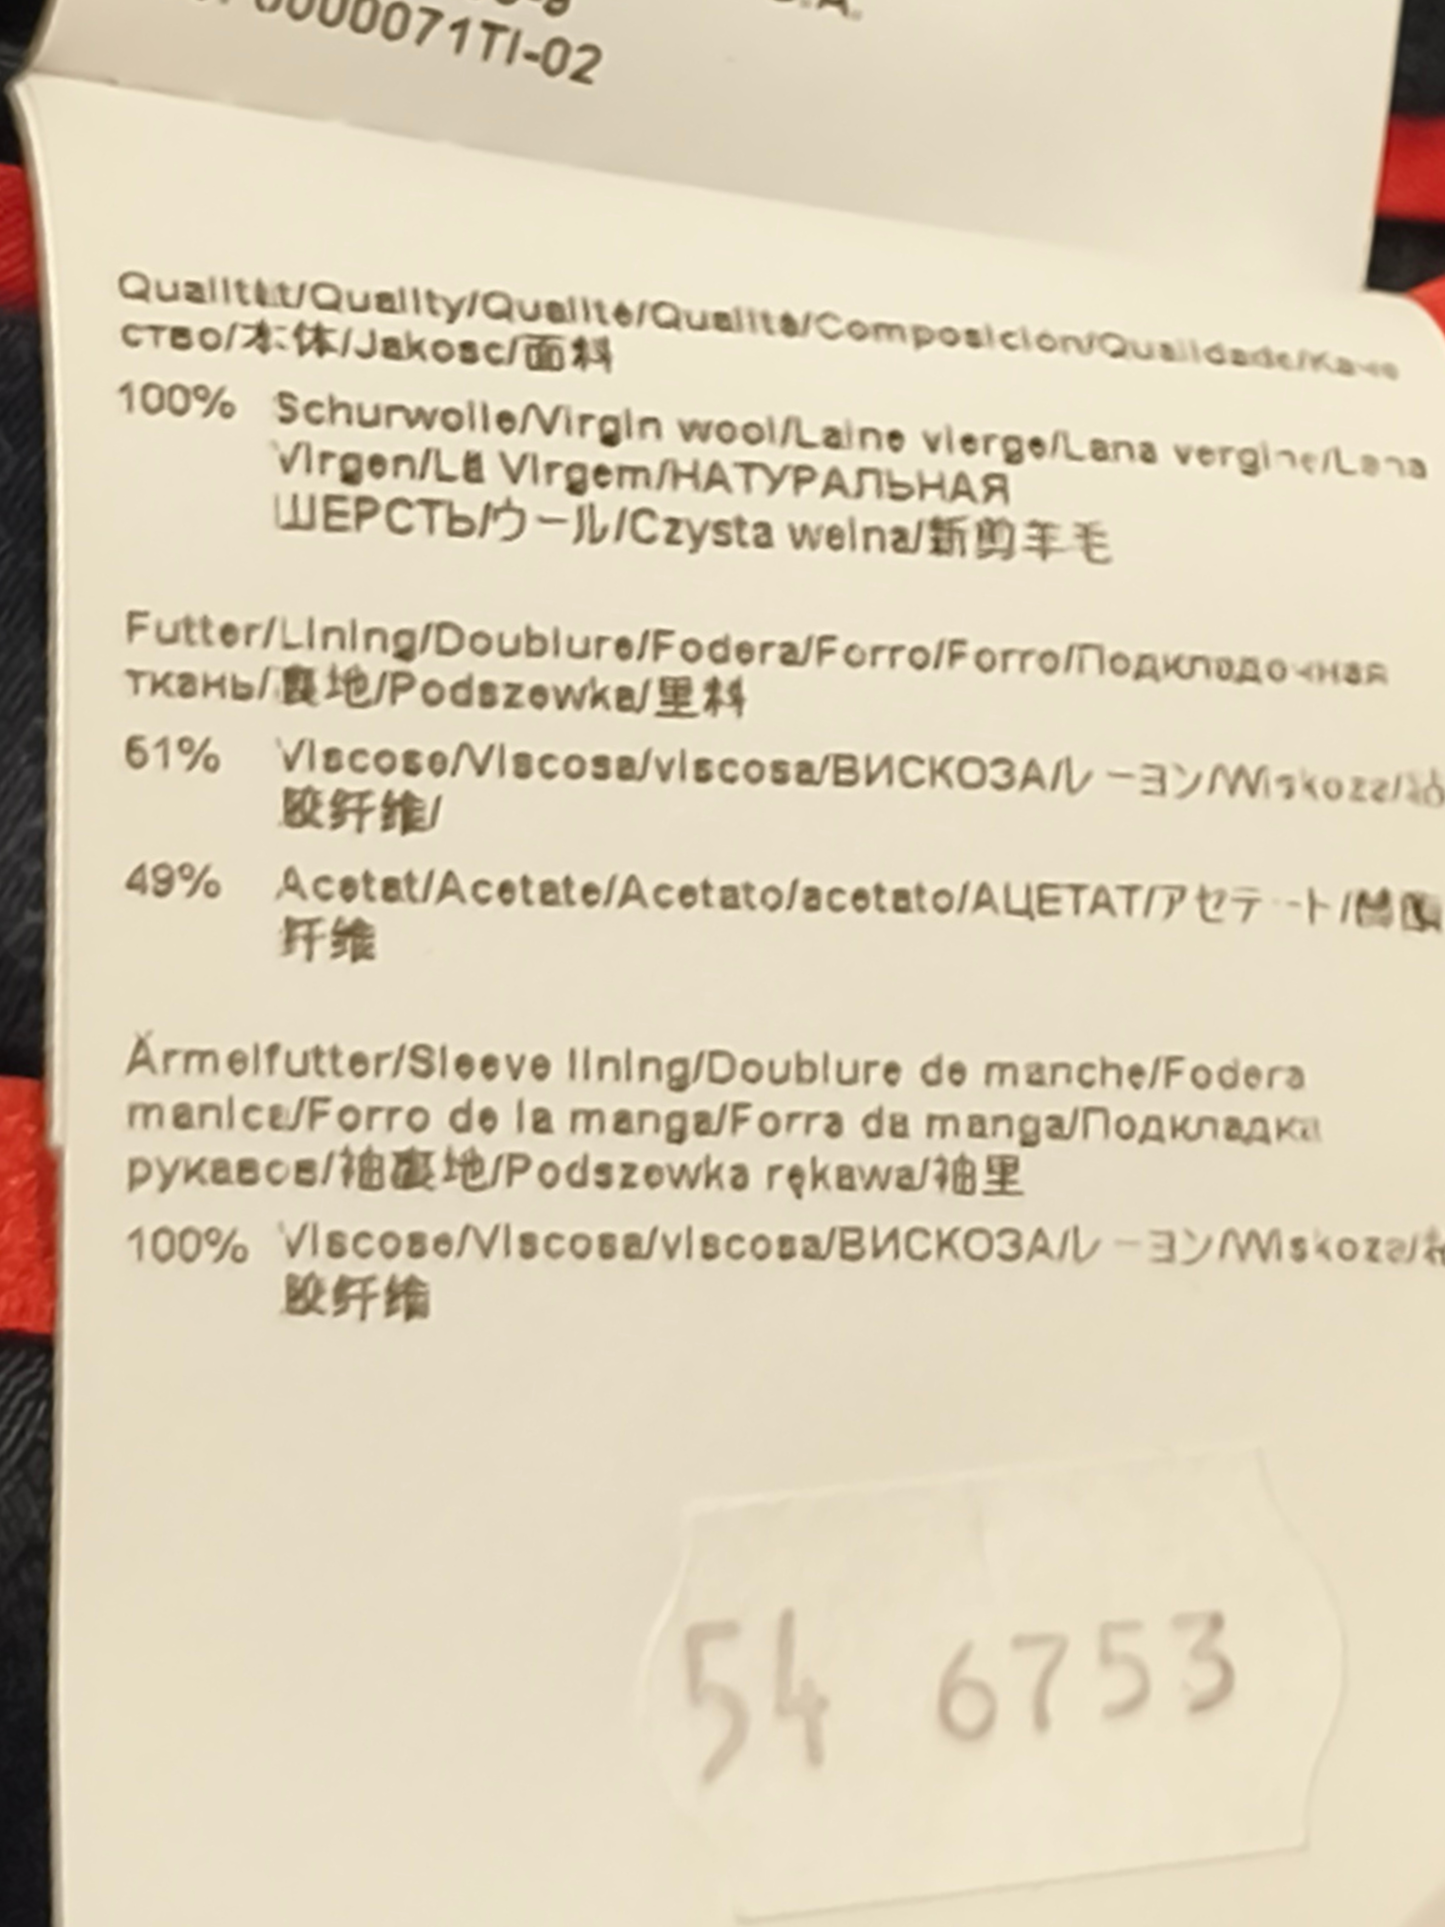 000071TI-02
Qualität/Quality/Qualité/Qualità/Composición/Qualidade/Каче
ство/本体/Jakosc/面料
100% Schurwolle/Virgin wool/Laine vierge/Lana vergine/Lana
Virgen/Lã Virgem/НАТУРАЛЬНАЯ
ШЕРСТЬ/ウール/Czysta welna/新剪羊毛
Futter/Lining/Doublure/Fodera/Forro/Forro/Подкладочная
ткань/裏地/Podszewka/里料
51% Viscose/Viscosa/viscosa/ВИСКОЗА/レーヨン/Wiskoza/粘
胶纤维/
49% Acetat/Acetate/Acetato/acetato/АЦЕТАТ/アセテート/醋酯
纤维
Ärmelfutter/Sleeve lining/Doublure de manche/Fodera
manica/Forro de la manga/Forra da manga/Подкладка
рукавов/袖裏地/Podszewka rękawa/袖里
100% Viscose/Viscosa/viscosa/ВИСКОЗА/レーヨン/Wiskoza/粘
胶纤维
54 6753